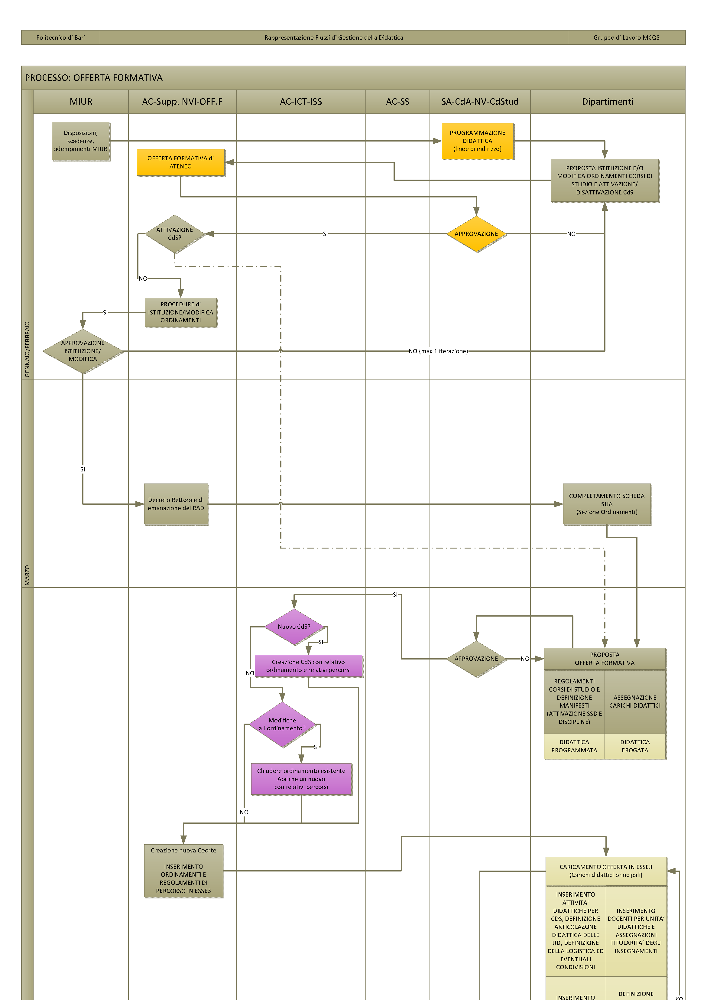 Politecnico di Bari
Rappresentazione Flussi di Gestione della Didattica
Gruppo di Lavoro MCQS
PROCESSO: OFFERTA FORMATIVA
MIUR
AC-Supp. NVI-OFF.F
AC-ICT-ISS
AC-SS
SA-CdA-NV-CdStud
Dipartimenti
GENNAIO/FEBBRAIO
Disposizioni,
scadenze,
adempimenti MIUR
PROGRAMMAZIONE
DIDATTICA
(linee di indirizzo)
OFFERTA FORMATIVA di
ATENEO
PROPOSTA ISTITUZIONE E/O
MODIFICA ORDINAMENTI CORSI DI
STUDIO E ATTIVAZIONE/
DISATTIVAZIONE CdS
ATTIVAZIONE
CdS?
SI
APPROVAZIONE
NO
NO
PROCEDURE di
ISTITUZIONE/MODIFICA
ORDINAMENTI
SI
APPROVAZIONE
ISTITUZIONE/
MODIFICA
NO (max 1 iterazione)
MARZO
SI
Decreto Rettorale di
emanazione del RAD
COMPLETAMENTO SCHEDA
SUA
(Sezione Ordinamenti)
SI
Nuovo CdS?
SI
Creazione CdS con relativo
ordinamento e relativi percorsi
NO
APPROVAZIONE
NO
PROPOSTA
OFFERTA FORMATIVA
REGOLAMENTI
CORSI DI STUDIO E
DEFINIZIONE
MANIFESTI
(ATTIVAZIONE SSD E
DISCIPLINE)
ASSEGNAZIONE
CARICHI DIDATTICI
DIDATTICA
PROGRAMMATA
DIDATTICA
EROGATA
Modifiche
all'ordinamento?
SI
Chiudere ordinamento esistente
Aprirne un nuovo
con relativi percorsi
NO
Creazione nuova Coorte
INSERIMENTO
ORDINAMENTI E
REGOLAMENTI DI
PERCORSO IN ESSE3
CARICAMENTO OFFERTA IN ESSE3
(Carichi didattici principali)
INSERIMENTO
ATTIVITA'
DIDATTICHE PER
CDS, DEFINIZIONE
ARTICOLAZONE
DIDATTICA DELLE
UD, DEFINIZIONE
DELLA LOGISTICA ED
EVENTUALI
CONDIVISIONI
INSERIMENTO
DOCENTI PER UNITA'
DIDATTICHE E
ASSEGNAZIONI
TITOLARITA' DEGLI
INSEGNAMENTI
INSERIMENTO
DEFINIZIONE
KO